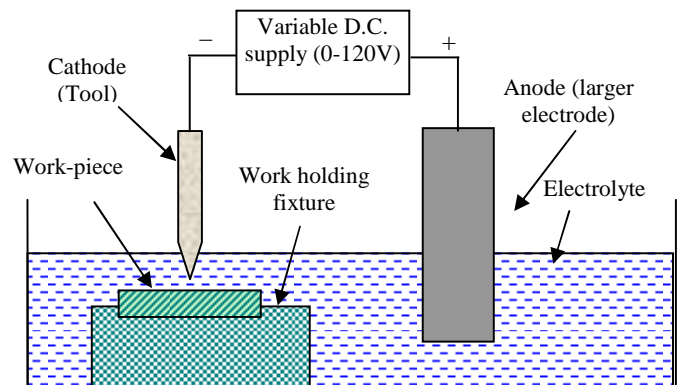 Variable D.C.
supply (0-120V)
−
+
Cathode
(Tool)
Anode (larger
electrode)
Work-piece
Work holding
fixture
Electrolyte